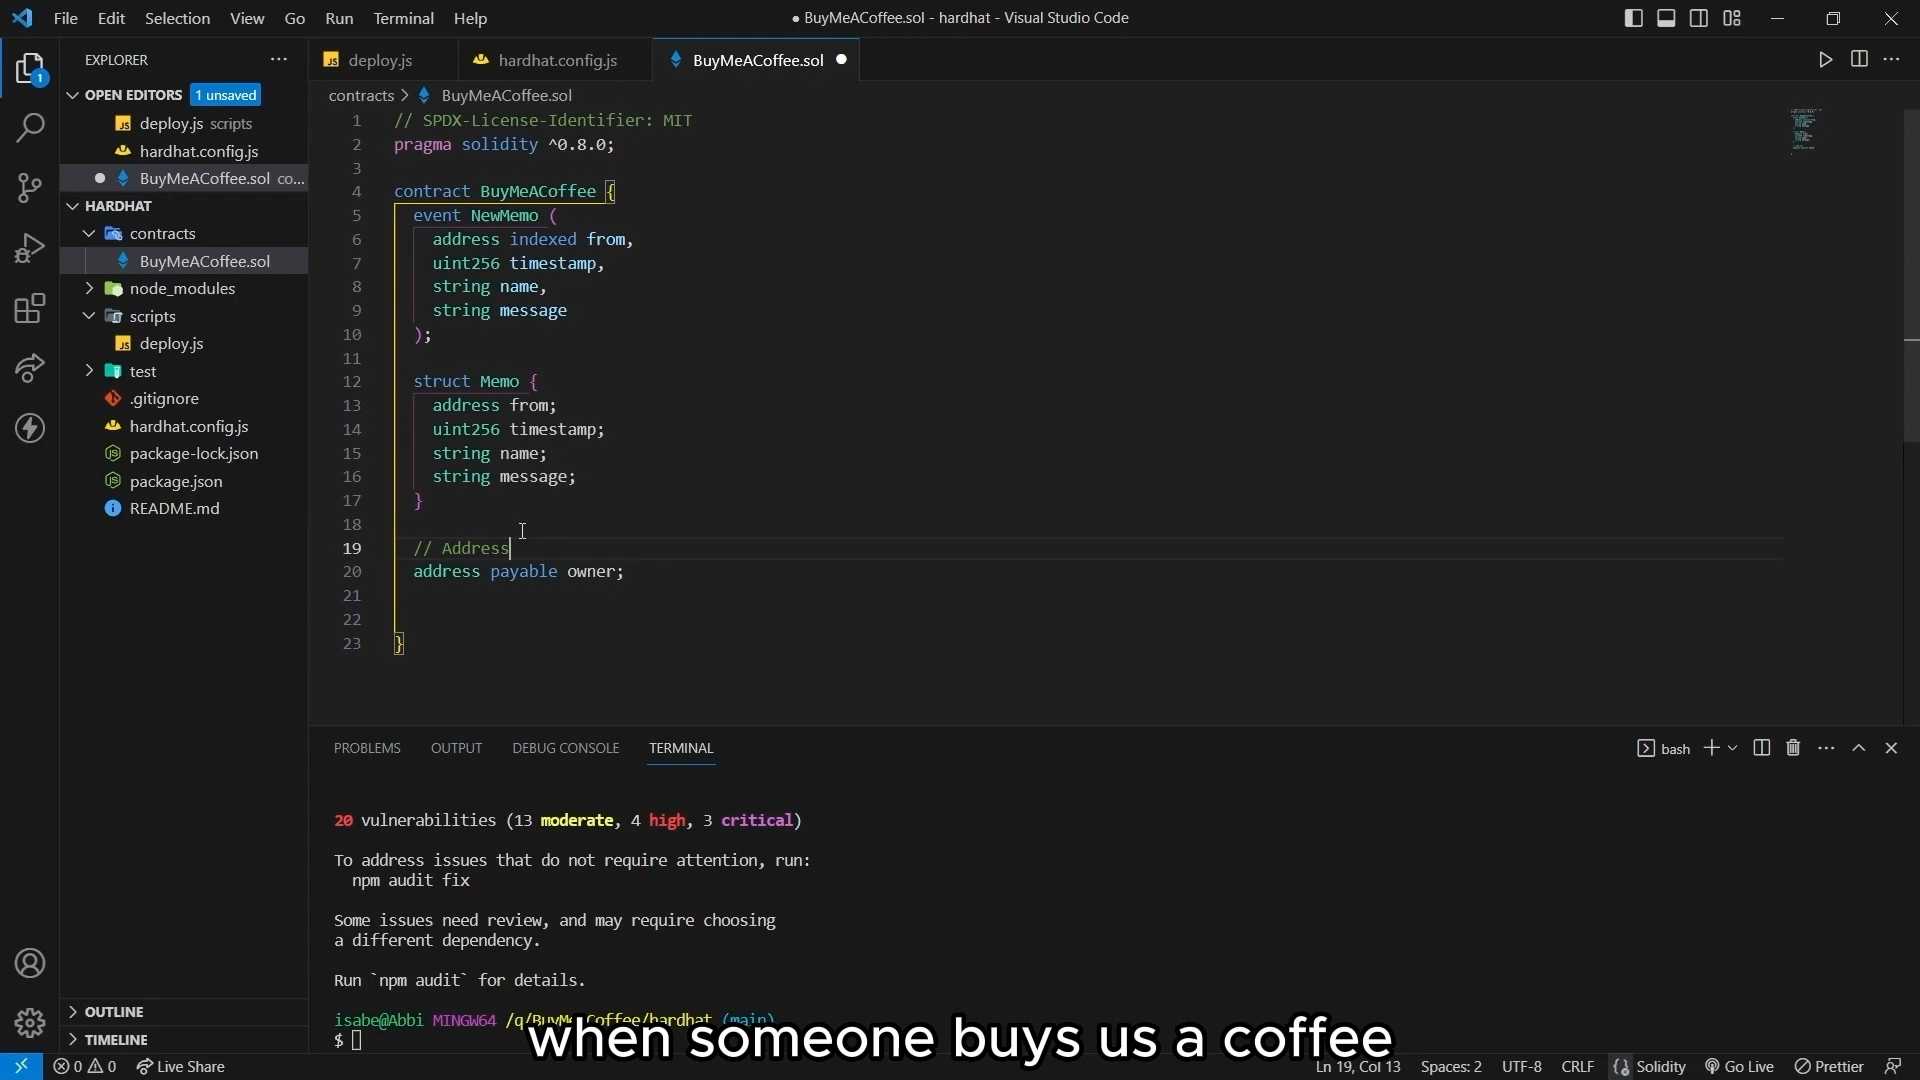 File Edit Selection View Go Run Terminal Help
● BuyMeACoffee.sol - hardhat - Visual Studio Code
EXPLORER
1
OPEN EDITORS 1 unsaved
deploy.js scripts
hardhat.config.js
BuyMeACoffee.sol co...
HARDHAT
contracts
BuyMeACoffee.sol
node_modules
scripts
deploy.js
test
.gitignore
hardhat.config.js
package-lock.json
package.json
README.md
OUTLINE
TIMELINE
deploy.js hardhat.config.js BuyMeACoffee.sol
contracts > BuyMeACoffee.sol
1 // SPDX-License-Identifier: MIT
2 pragma solidity ^0.8.0;
3
4 contract BuyMeACoffee {
5 event NewMemo (
6 address indexed from,
7 uint256 timestamp,
8 string name,
9 string message
10 );
11
12 struct Memo {
13 address from;
14 uint256 timestamp;
15 string name;
16 string message;
17 }
18
19 // Address
20 address payable owner;
21
22
23 }
PROBLEMS OUTPUT DEBUG CONSOLE TERMINAL
bash
20 vulnerabilities (13 moderate, 4 high, 3 critical)
To address issues that do not require attention, run:
npm audit fix
Some issues need review, and may require choosing
a different dependency.
Run `npm audit` for details.
isabe@Abbi MINGW64 /q/BuyMeACoffee/hardhat (main)
$
when someone buys us a coffee
0 0 Live Share
Ln 19, Col 13 Spaces: 2 UTF-8 CRLF Solidity Go Live Prettier